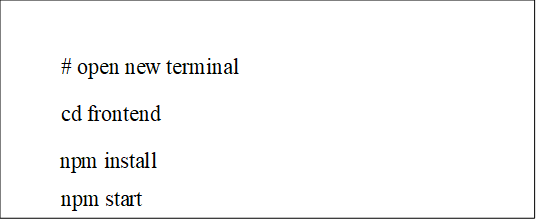 # open new terminal
cd frontend
npm install
npm start